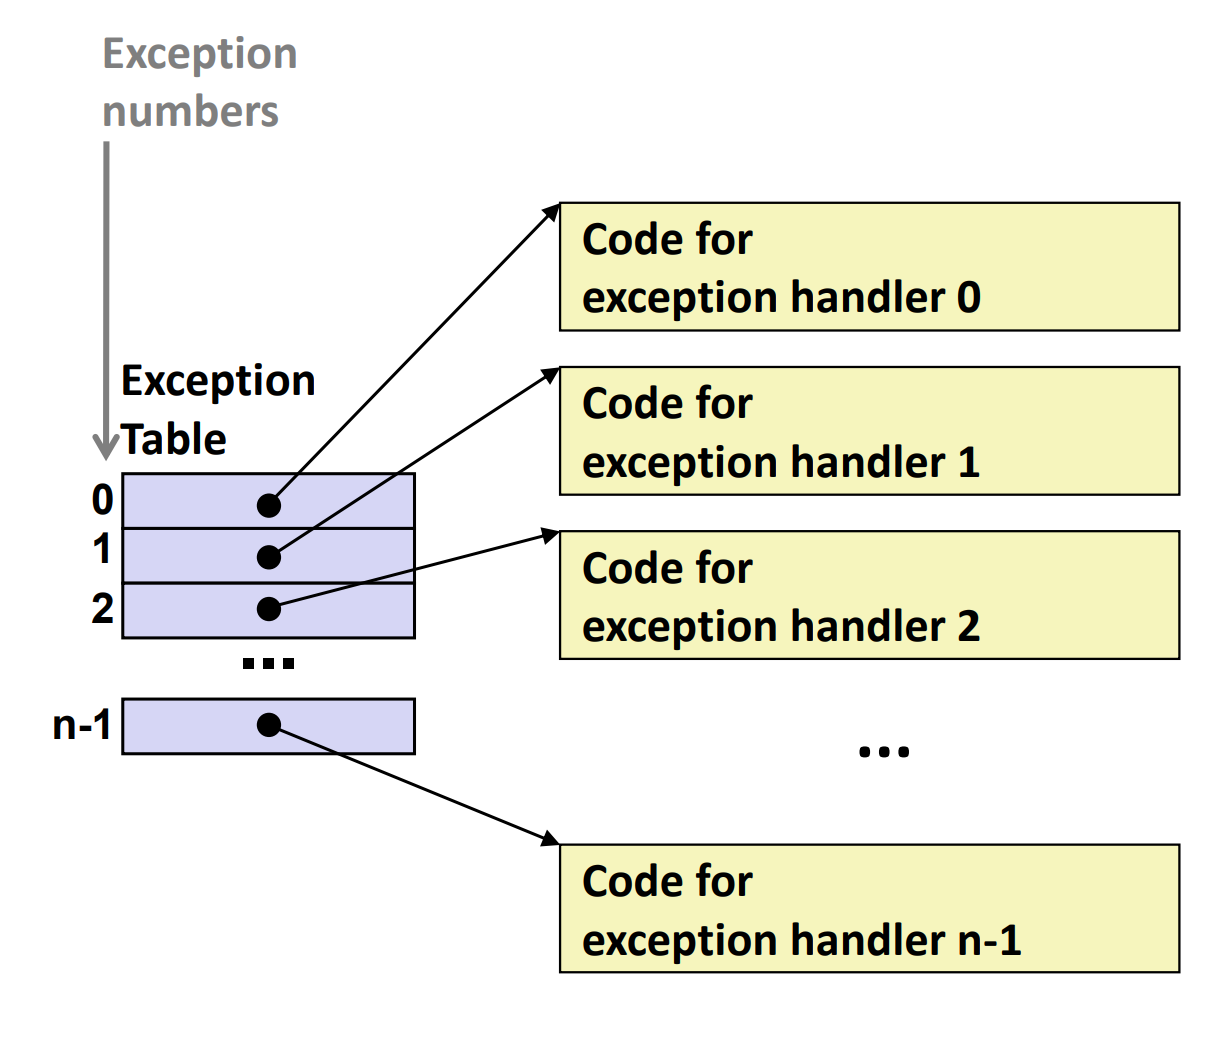 Exception
numbers
Exception
Table
0
1
2
...
n-1
Code for
exception handler 0
Code for
exception handler 1
Code for
exception handler 2
...
Code for
exception handler n-1